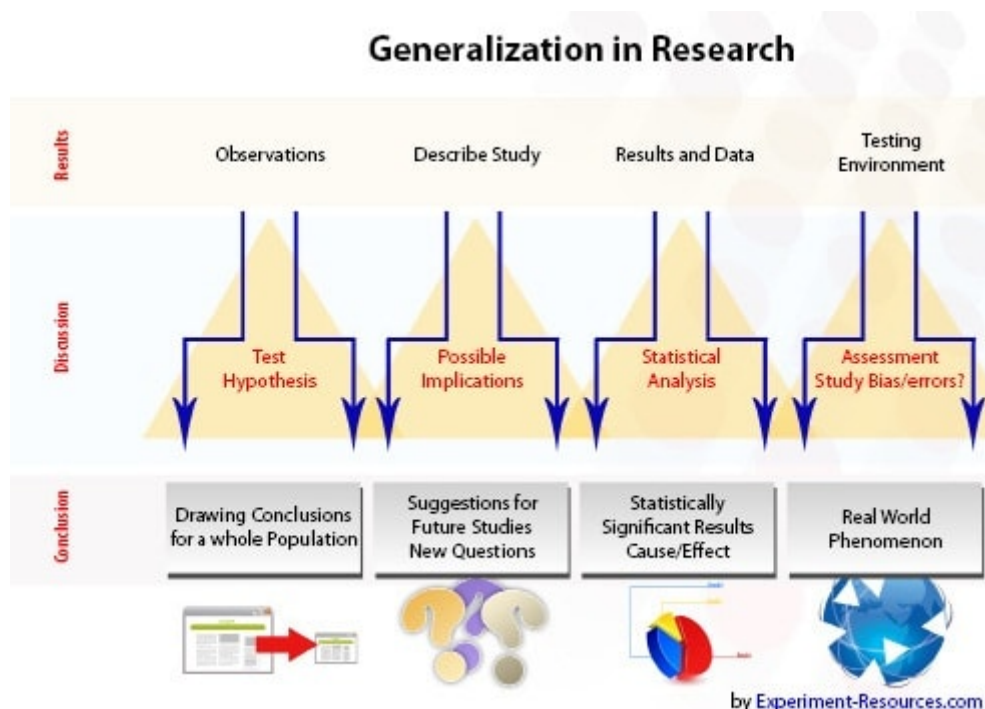 Generalization in Research
Results
Observations
Describe Study
Results and Data
Testing
Environment
Discussion
Test
Hypothesis
Possible
Implications
Statistical
Analysis
Assessment
Study Bias/errors?
Conclusion
Drawing Conclusions
for a whole Population
Suggestions for
Future Studies
New Questions
Statistically
Significant Results
Cause/Effect
Real World
Phenomenon
by Experiment-Resources.com